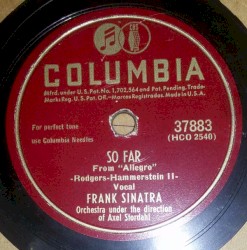 COLUMBIA
Mfrd. under U.S. Pat. No. 1,702,564 and Pat. Pending. Trade-
Marks Reg. U.S. Pat. Off.-Marcas Registradas. Made in U.S.A.
For perfect tone
use Columbia Needles
37883
(HCO 2540)
SO FAR
From "Allegro"
-Rodgers-Hammerstein II-
Vocal
FRANK SINATRA
Orchestra under the direction
of Axel Stordahl